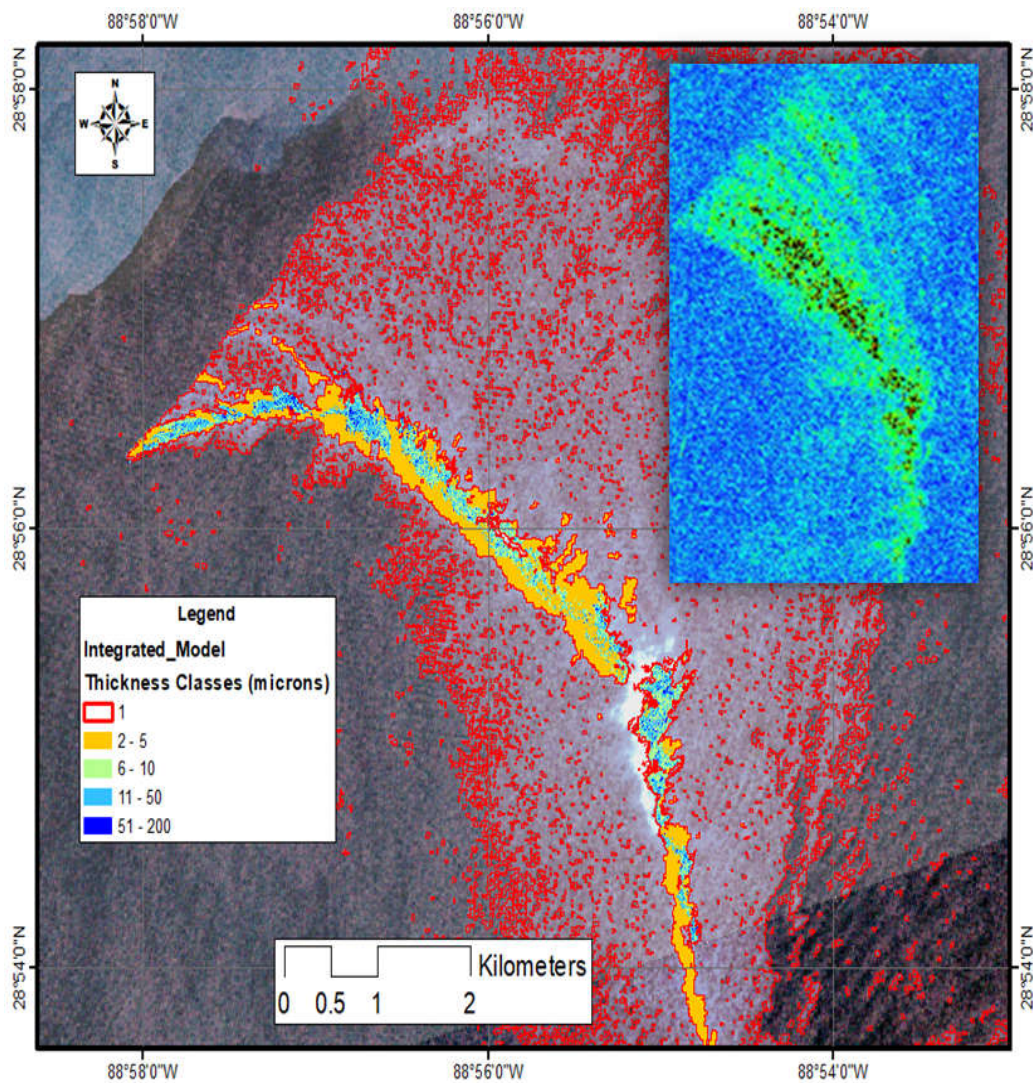 88°58'0"W 88°56'0"W 88°54'0"W
28°58'0"N 28°58'0"N
N
W E
S
28°56'0"N 28°56'0"N
Legend
Integrated_Model
Thickness Classes (microns)
1
2 - 5
6 - 10
11 - 50
51 - 200
28°54'0"N 28°54'0"N
Kilometers
0 0.5 1 2
88°58'0"W 88°56'0"W 88°54'0"W